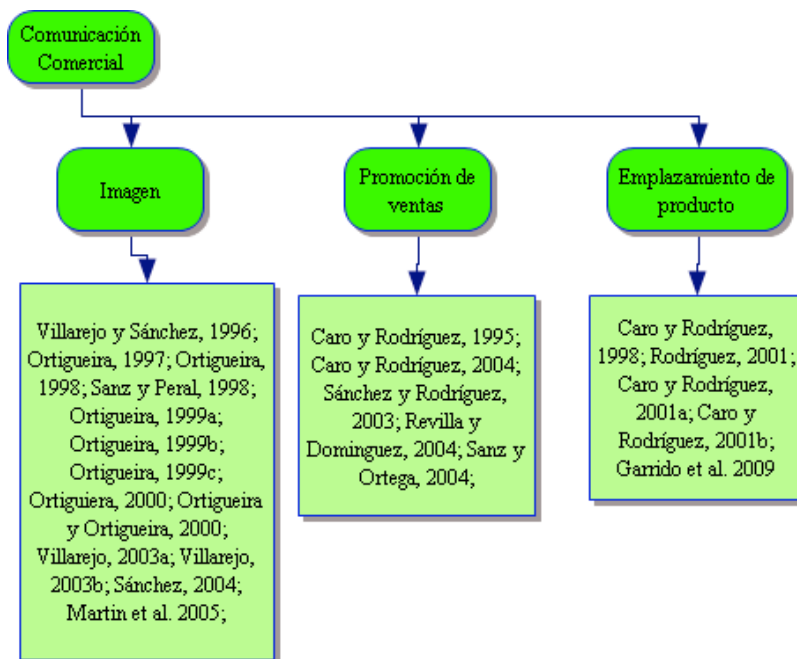 Comunicación
Comercial
Imagen
Promoción de
ventas
Emplazamiento de
producto
Villarejo y Sánchez, 1996;
Ortigueira, 1997; Ortigueira,
1998; Sanz y Peral, 1998;
Ortigueira, 1999a;
Ortigueira, 1999b;
Ortigueira, 1999c;
Ortiguiera, 2000; Ortigueira
y Ortigueira, 2000;
Villarejo, 2003a; Villarejo,
2003b; Sánchez, 2004;
Martin et al. 2005;
Caro y Rodríguez, 1995;
Caro y Rodríguez, 2004;
Sánchez y Rodríguez,
2003; Revilla y
Dominguez, 2004; Sanz y
Ortega, 2004;
Caro y Rodríguez,
1998; Rodríguez, 2001;
Caro y Rodríguez,
2001a; Caro y
Rodríguez, 2001b;
Garrido et al. 2009